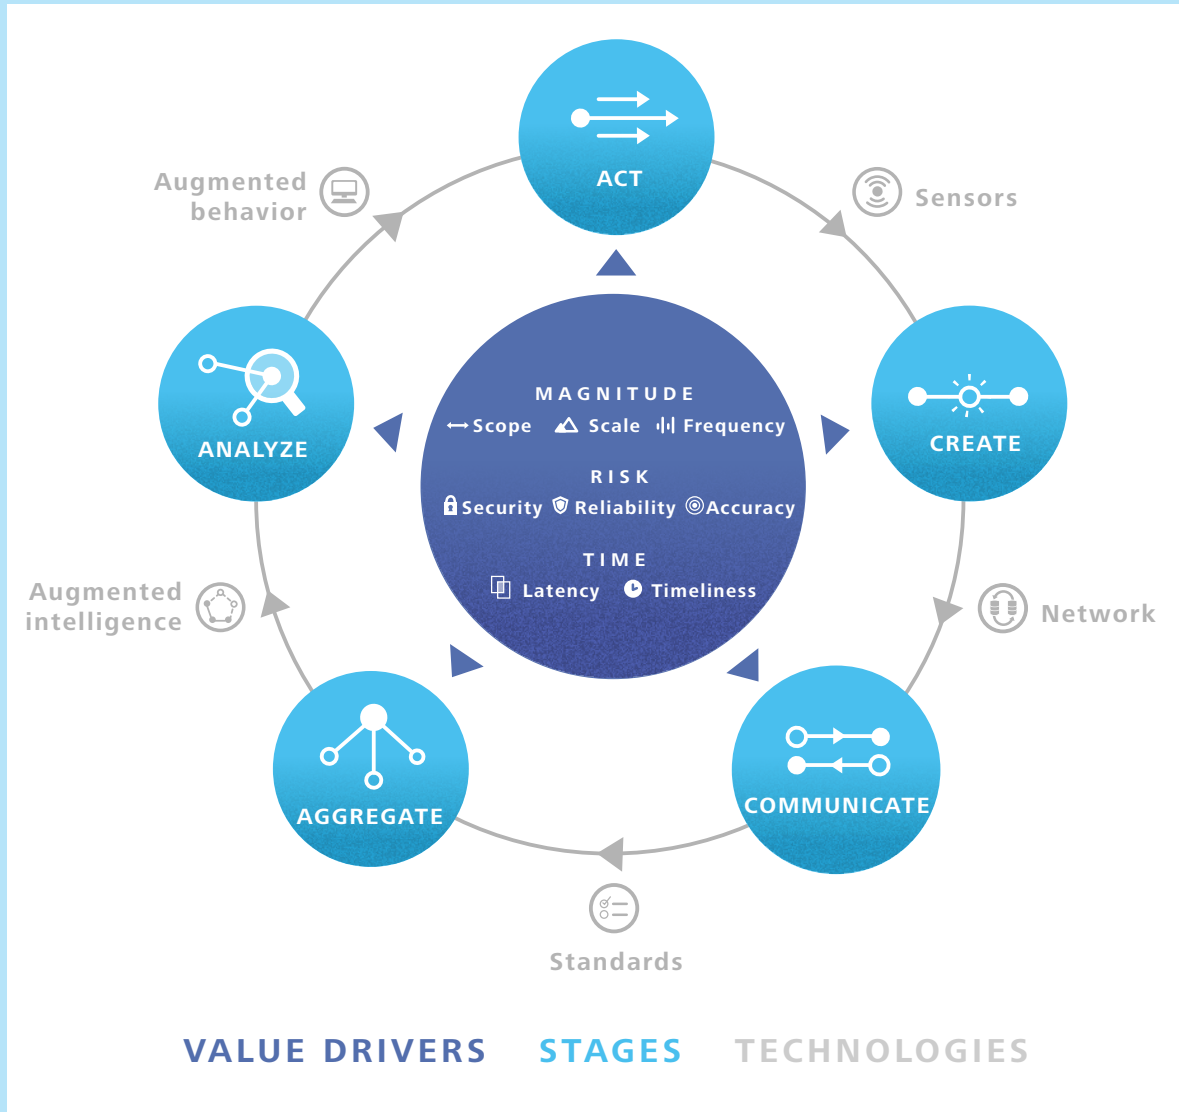 ACT
Augmented
behavior
Sensors
ANALYZE
CREATE
MAGNITUDE
Scope Scale Frequency
RISK
Security Reliability Accuracy
TIME
Latency Timeliness
Augmented
intelligence
Network
AGGREGATE
COMMUNICATE
Standards
VALUE DRIVERS STAGES TECHNOLOGIES